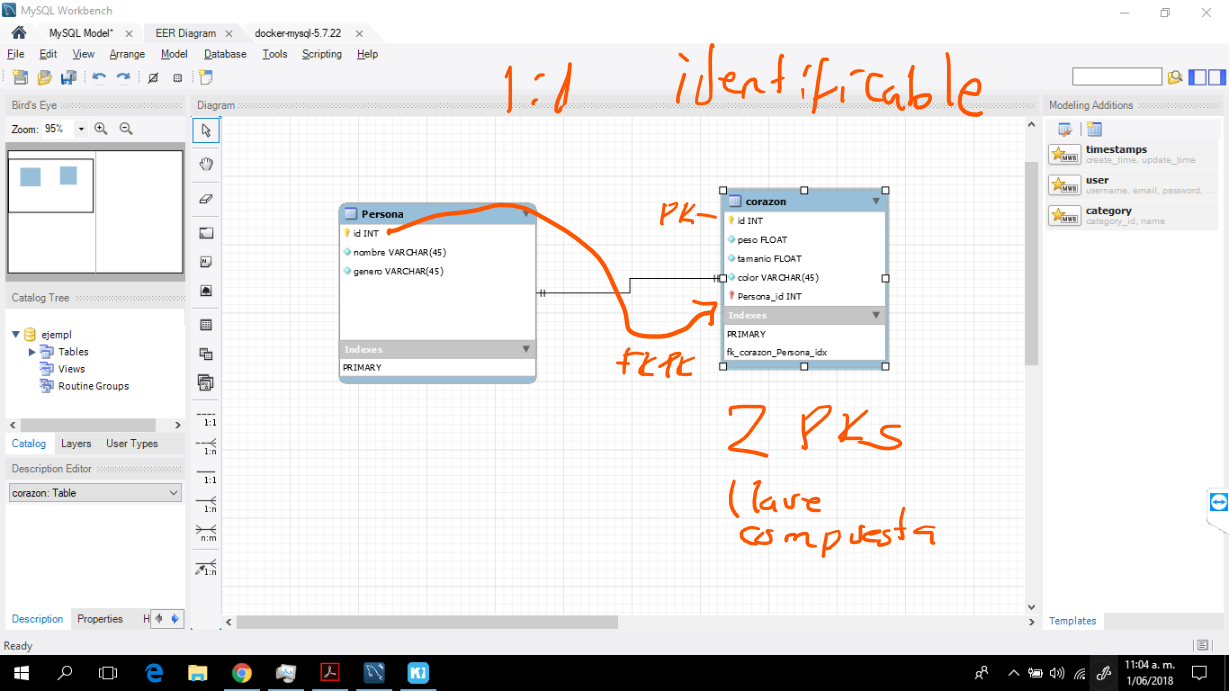 MySQL Workbench
MySQL Model*
EER Diagram
docker-mysql-5.7.22
File Edit View Arrange Model Database Tools Scripting Help
1:1 identificable
Bird's Eye
Zoom: 95%
Diagram
Modeling Additions
timestamps
create_time, update_time
user
username, email, password, ...
category
category_id, name
Persona
id INT
nombre VARCHAR(45)
genero VARCHAR(45)
Indexes
PRIMARY
PK
corazon
id INT
peso FLOAT
tamanio FLOAT
color VARCHAR(45)
Persona_id INT
Indexes
PRIMARY
fk_corazon_Persona_idx
FK PK
2 PKs
llave
compuesta
Catalog Tree
ejempl
Tables
Views
Routine Groups
Catalog Layers User Types
Description Editor
corazon: Table
1:1
1:n
1:1
1:n
n:m
1:n
Description Properties H
Templates
Ready
11:04 a. m.
1/06/2018